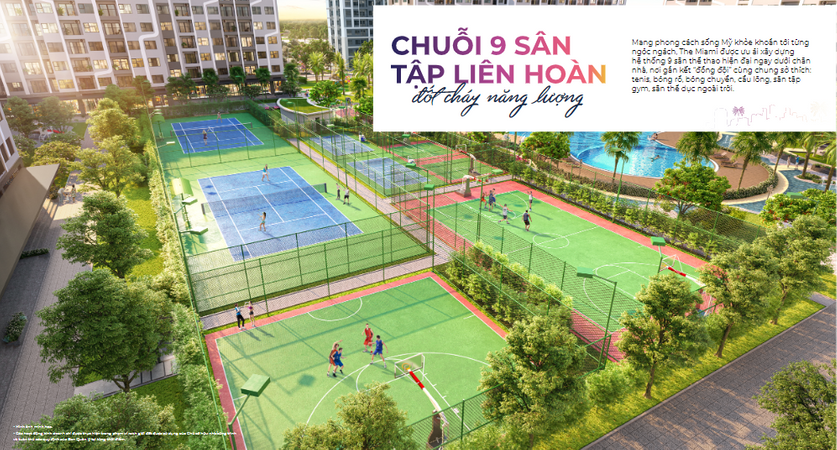 CHUỖI 9 SÂN
TẬP LIÊN HOÀN
đốt cháy năng lượng
Mang phong cách sống Mỹ khỏe khoắn tới từng
ngóc ngách, The Miami được ưu ái xây dựng
hệ thống 9 sân thể thao hiện đại ngay dưới chân
nhà, nơi gắn kết "đồng đội" cùng chung sở thích:
tenis, bóng rổ, bóng chuyền, cầu lông, sân tập
gym, sân thể dục ngoài trời.